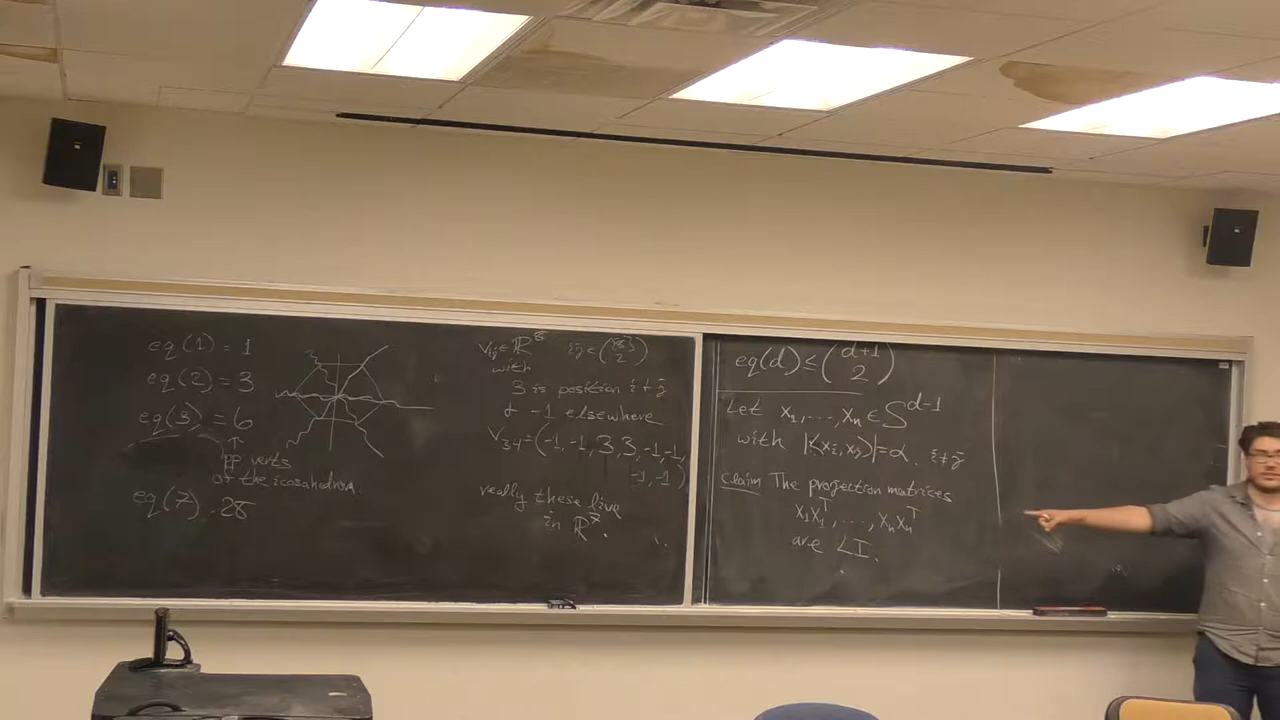 eq(1) = 1
eq(2) = 3
eq(3) = 6
↑
opp verts
of the icosahedron.
eq(7) . 28
v_ij ∈ ℝ^8 ij ∈ ({8} choose 2)
with
3 is position i + j
& -1 elsewhere
V_34 = (-1, -1, 3, 3, -1, -1,
-1, -1)
really these live
in ℝ^7.
eq(d) ≤ (d+1 choose 2)
Let x_1, ..., x_n ∈ S^{d-1}
with |<x_i, x_j>| = α. i≠j
Claim The projection matrices
x_1x_1^T, ..., x_nx_n^T
are LI.